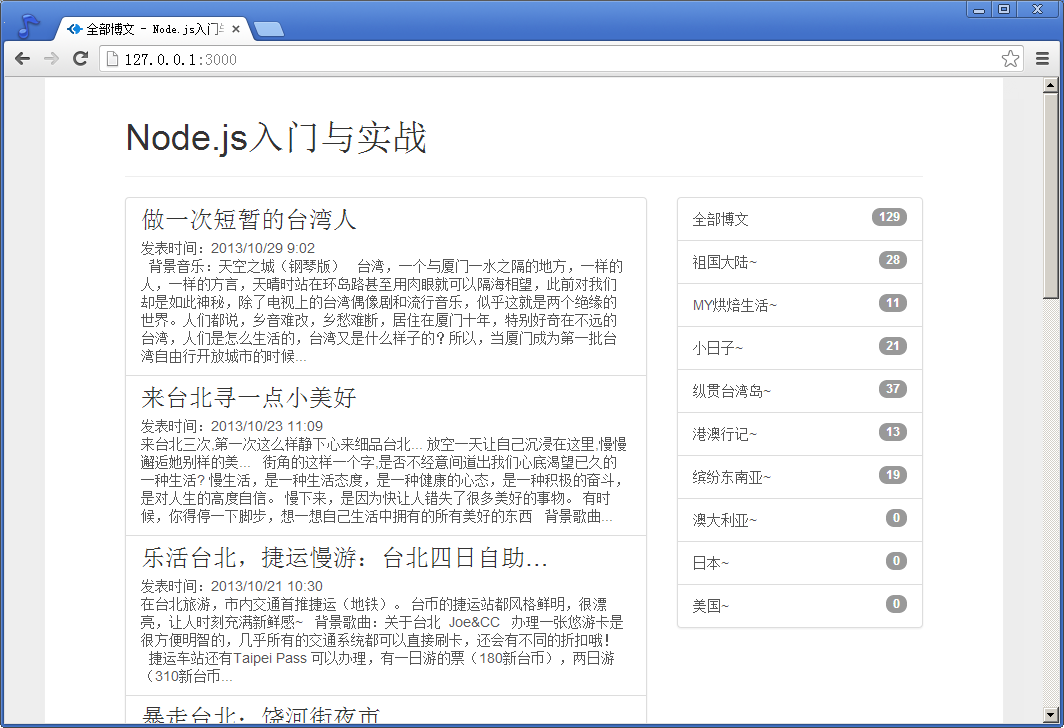 全部博文 - Node.js入门与
127.0.0.1:3000
Node.js入门与实战
做一次短暂的台湾人
发表时间：2013/10/29 9:02
背景音乐：天空之城（钢琴版） 台湾，一个与厦门一水之隔的地方，一样的
人，一样的方言，天晴时站在环岛路甚至用肉眼就可以隔海相望，此前对我们
却是如此神秘，除了电视上的台湾偶像剧和流行音乐，似乎这就是两个绝缘的
世界。人们都说，乡音难改，乡愁难断，居住在厦门十年，特别好奇在不远的
台湾，人们是怎么生活的，台湾又是什么样子的？所以，当厦门成为第一批台
湾自由行开放城市的时候...
来台北寻一点小美好
发表时间：2013/10/23 11:09
来台北三次,第一次这么样静下心来细品台北... 放空一天让自己沉浸在这里,慢慢
邂逅她别样的美... 街角的这样一个字,是否不经意间道出我们心底渴望已久的
一种生活? 慢生活，是一种生活态度，是一种健康的心态，是一种积极的奋斗，
是对人生的高度自信。 慢下来，是因为快让人错失了很多美好的事物。 有时
候，你得停一下脚步，想一想自己生活中拥有的所有美好的东西 背景歌曲...
乐活台北，捷运慢游：台北四日自助...
发表时间：2013/10/21 10:30
在台北旅游，市内交通首推捷运（地铁）。 台币的捷运站都风格鲜明，很漂
亮，让人时刻充满新鲜感~ 背景歌曲：关于台北 Joe&CC 办理一张悠游卡是
很方便明智的，几乎所有的交通系统都可以直接刷卡，还会有不同的折扣哦！
捷运车站还有Taipei Pass 可以办理，有一日游的票（180新台币），两日游
（310新台币...
暴走台北：饶河街夜市
全部博文 129
祖国大陆~ 28
MY烘焙生活~ 11
小日子~ 21
纵贯台湾岛~ 37
港澳行记~ 13
缤纷东南亚~ 19
澳大利亚~ 0
日本~ 0
美国~ 0